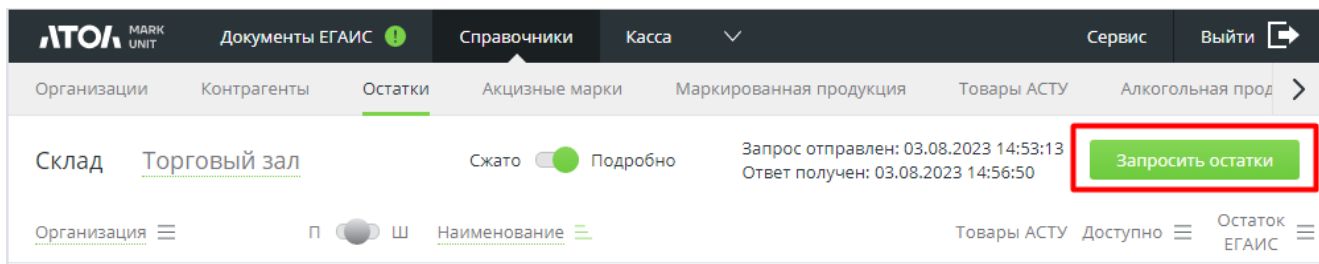 АТОЛ MARK UNIT Документы ЕГАИС ! Справочники Касса Сервис Выйти
Организации Контрагенты Остатки Акцизные марки Маркированная продукция Товары АСТУ Алкогольная прод
Склад Торговый зал Сжато Подробно Запрос отправлен: 03.08.2023 14:53:13
Ответ получен: 03.08.2023 14:56:50
Запросить остатки
Организация П Ш Наименование Товары АСТУ Доступно Остаток ЕГАИС